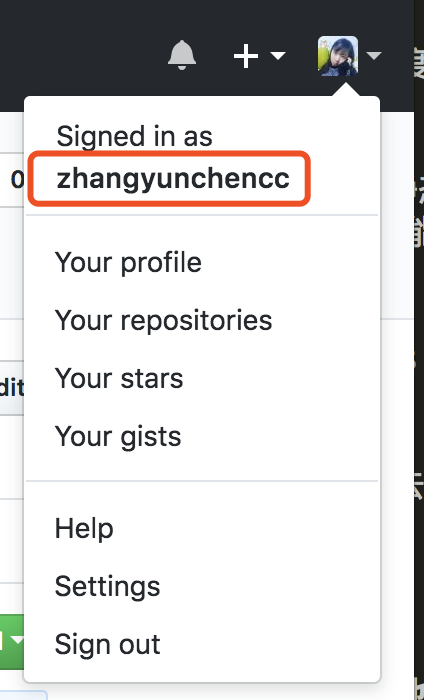 Signed in as
zhangyunchencc
Your profile
Your repositories
Your stars
Your gists
Help
Settings
Sign out